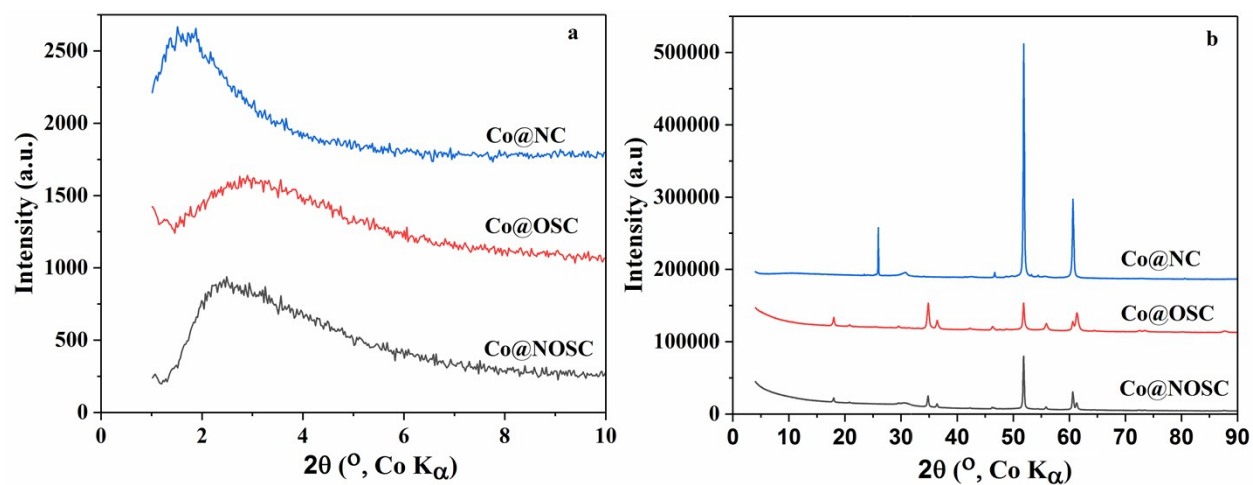 a
2500
2000
1500
1000
500
0
Intensity (a.u.)
Co@NC
Co@OSC
Co@NOSC
0 2 4 6 8 10
2θ (°, Co Kα)
b
500000
400000
300000
200000
100000
0
Intensity (a.u)
Co@NC
Co@OSC
Co@NOSC
0 10 20 30 40 50 60 70 80 90
2θ (°, Co Kα)